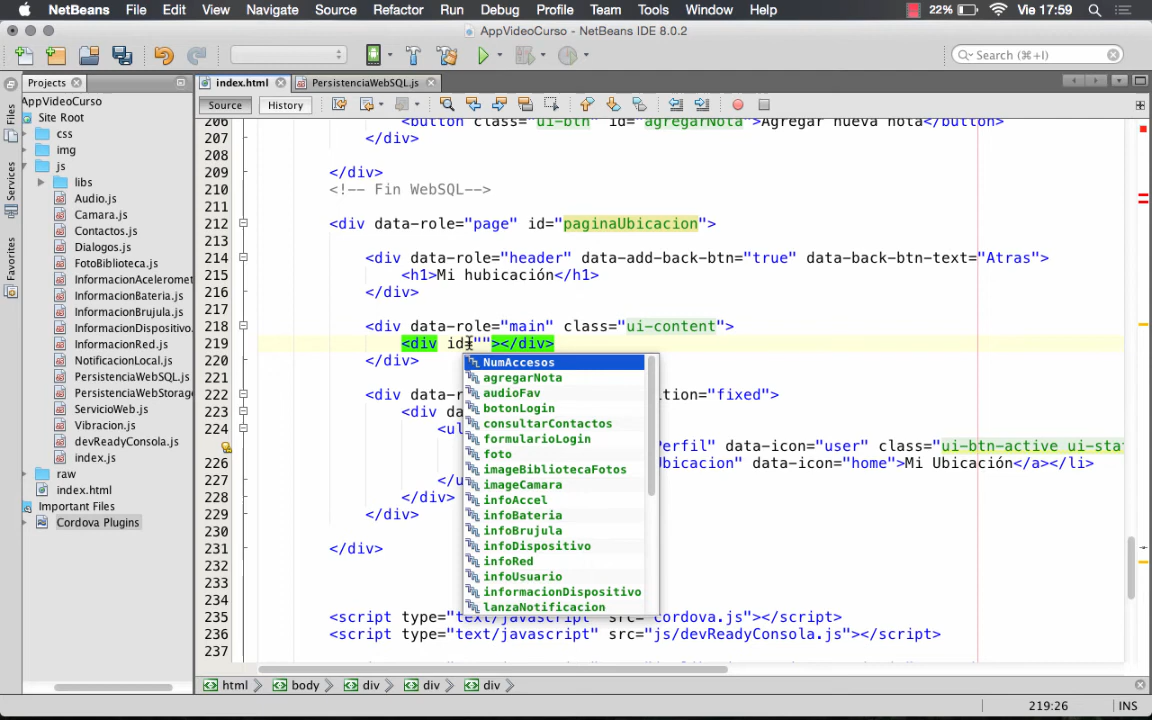 NetBeans File Edit View Navigate Source Refactor Run Debug Profile Team Tools Window Help 22% Vie 17:59
AppVideoCurso - NetBeans IDE 8.0.2
Search (⌘+I)
Projects
index.html
PersistenciaWebSQL.js
Source History
Files
Services
Favorites
AppVideoCurso
Site Root
css
img
js
libs
Audio.js
Camara.js
Contactos.js
Dialogos.js
FotoBiblioteca.js
InformacionAceleromet
InformacionBateria.js
InformacionBrujula.js
InformacionDispositivo.
InformacionRed.js
NotificacionLocal.js
PersistenciaWebSQL.js
PersistenciaWebStorage
ServicioWeb.js
Vibracion.js
devReadyConsola.js
index.js
raw
index.html
Important Files
Cordova Plugins
206 <button class="ui-btn" id="agregarNota">Agregar nueva nota</button>
207 </div>
208
209 </div>
210 <!-- Fin WebSQL-->
211
212 <div data-role="page" id="paginaUbicacion">
213
214 <div data-role="header" data-add-back-btn="true" data-back-btn-text="Atras">
215 <h1>Mi hubicación</h1>
216 </div>
217
218 <div data-role="main" class="ui-content">
219 <div id=""></div>
220 </div>
221
222 <div data-r ition="fixed">
223 <div da
224 <ul
Perfil" data-icon="user" class="ui-btn-active ui-stat
226 Ubicacion" data-icon="home">Mi Ubicación</a></li>
227 </u
228 </div>
229 </div>
230
231 </div>
232
233
234
235 <script type="text/javascript" src="cordova.js"></script>
236 <script type="text/javascript" src="js/devReadyConsola.js"></script>
237
NumAccesos
agregarNota
audioFav
botonLogin
consultarContactos
formularioLogin
foto
imageBibliotecaFotos
imageCamara
infoAccel
infoBateria
infoBrujula
infoDispositivo
infoRed
infoUsuario
informacionDispositivo
lanzaNotificacion
html body div div div
219:26 INS